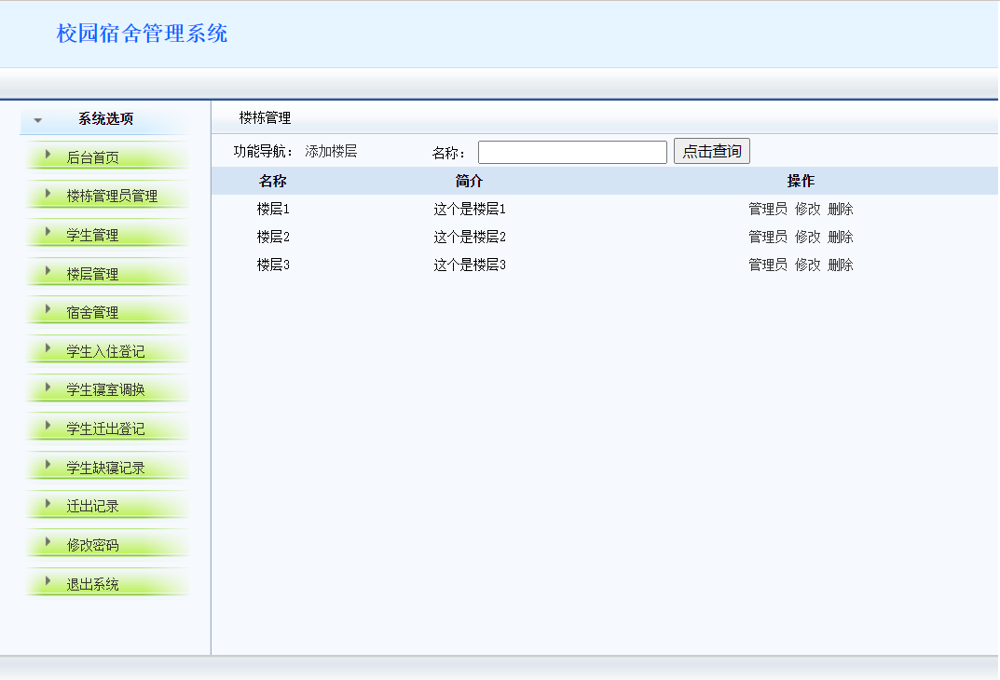 校园宿舍管理系统
系统选项
后台首页
楼栋管理员管理
学生管理
楼层管理
宿舍管理
学生入住登记
学生寝室调换
学生迁出登记
学生缺寝记录
迁出记录
修改密码
退出系统
楼栋管理
功能导航： 添加楼层 名称： 点击查询
名称 简介 操作
楼层1 这个是楼层1 管理员 修改 删除
楼层2 这个是楼层2 管理员 修改 删除
楼层3 这个是楼层3 管理员 修改 删除